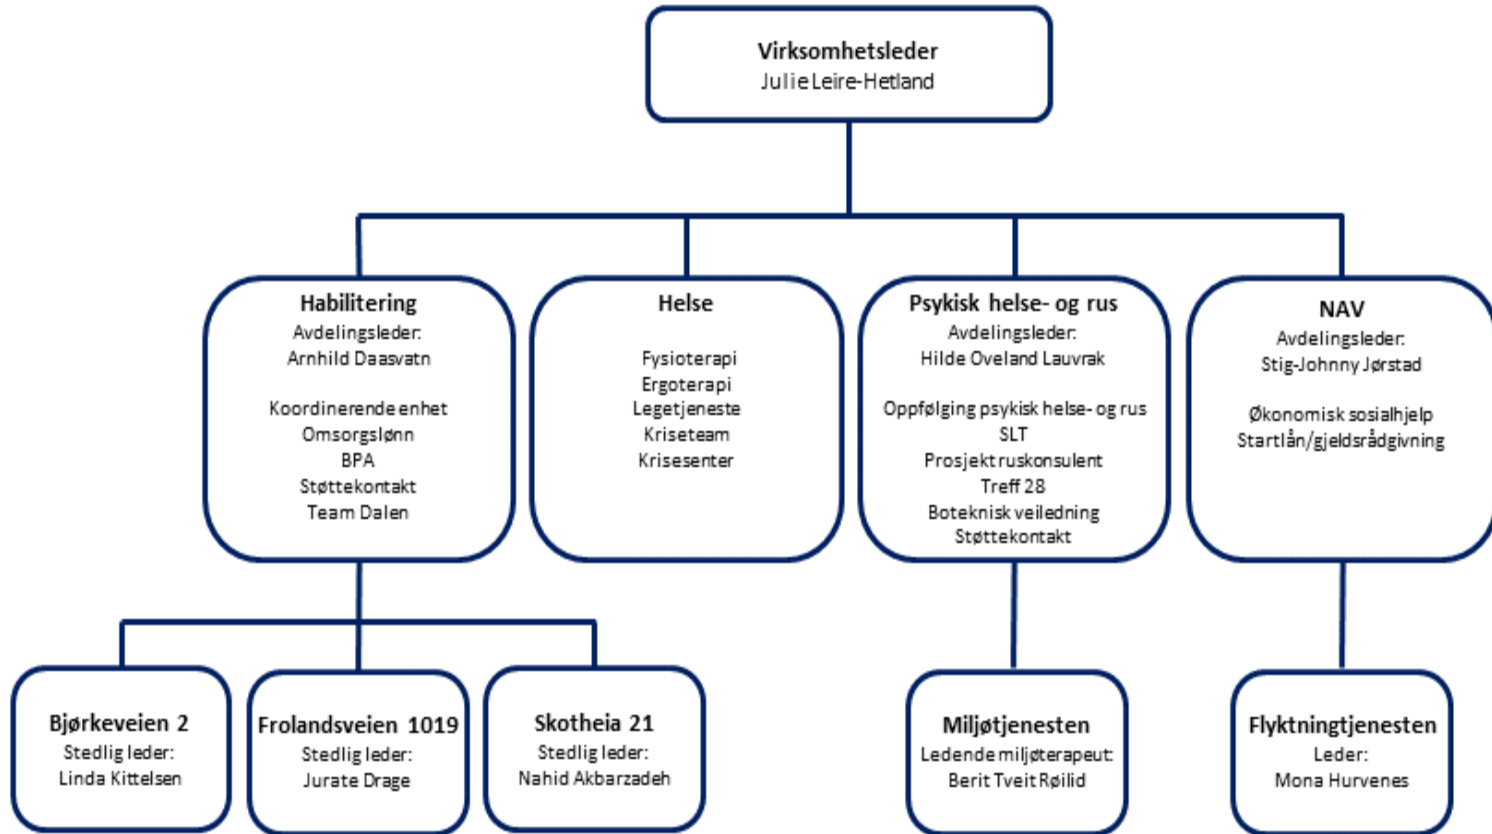 Virksomhetsleder
Julie Leire-Hetland
Habilitering
Avdelingsleder:
Arnhild Daasvatn
Koordinerende enhet
Omsorgslønn
BPA
Støttekontakt
Team Dalen
Helse
Fysioterapi
Ergoterapi
Legetjeneste
Kriseteam
Krisesenter
Psykisk helse- og rus
Avdelingsleder:
Hilde Oveland Lauvrak
Oppfølging psykisk helse- og rus
SLT
Prosjekt ruskonsulent
Treff 28
Boteknisk veiledning
Støttekontakt
NAV
Avdelingsleder:
Stig-Johnny Jørstad
Økonomisk sosialhjelp
Startlån/gjeldsrådgivning
Bjørkeveien 2
Stedlig leder:
Linda Kittelsen
Frolandsveien 1019
Stedlig leder:
Jurate Drage
Skotheia 21
Stedlig leder:
Nahid Akbarzadeh
Miljøtjenesten
Ledende miljøterapeut:
Berit Tveit Røilid
Flyktningtjenesten
Leder:
Mona Hurvenes